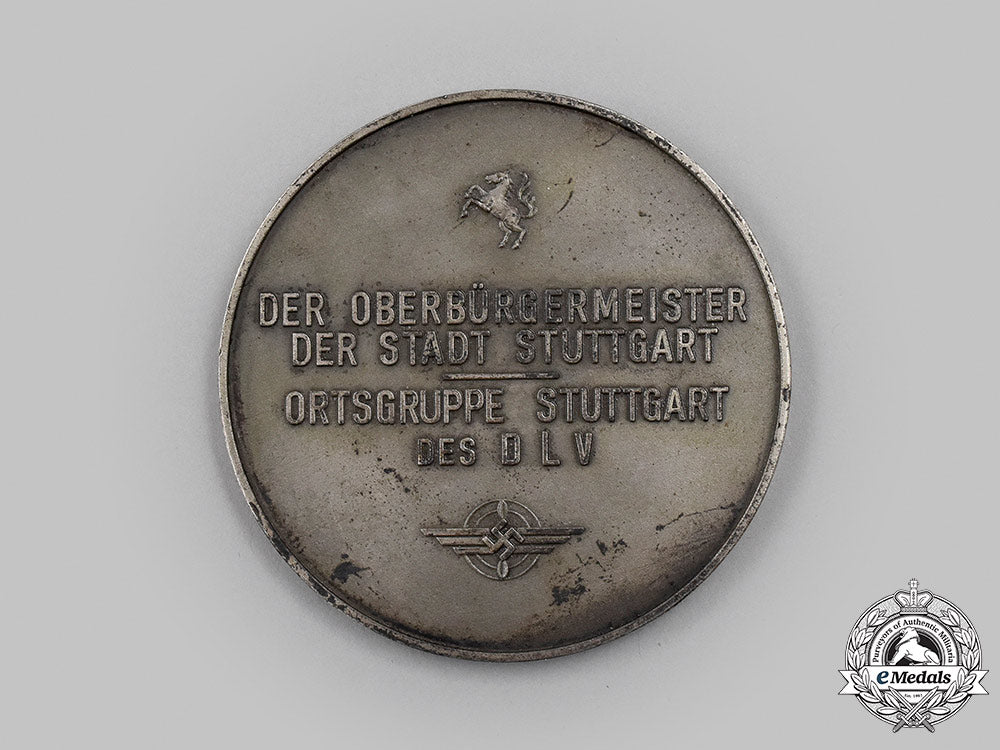 DER OBERBÜRGERMEISTER
DER STADT STUTTGART
ORTSGRUPPE STUTTGART
DES D L V
Purveyors of Authentic Militaria
eMedals